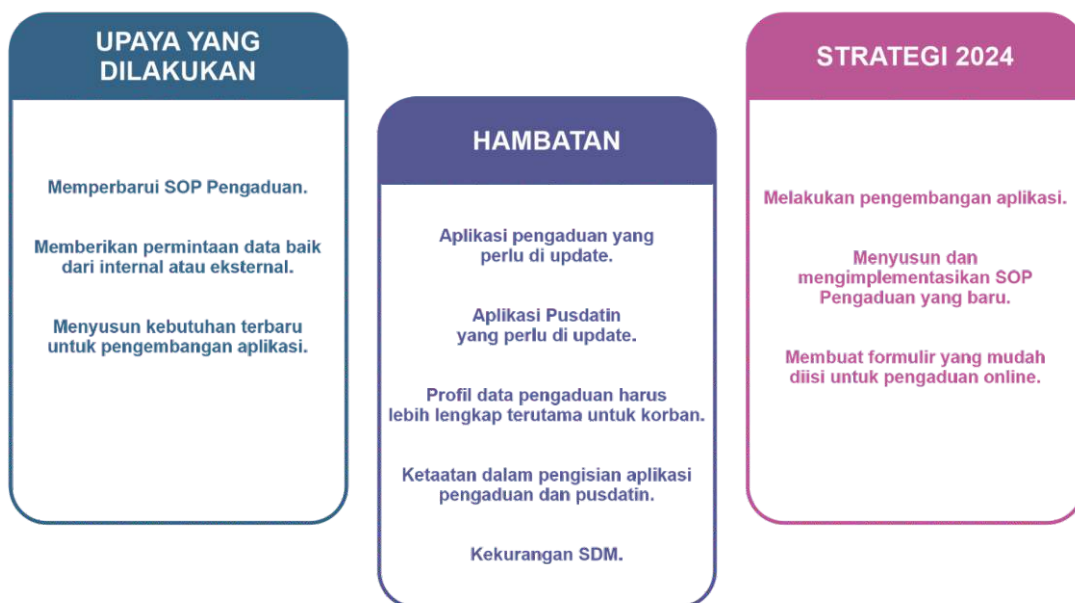 UPAYA YANG
DILAKUKAN
Memperbarui SOP Pengaduan.
Memberikan permintaan data baik
dari internal atau eksternal.
Menyusun kebutuhan terbaru
untuk pengembangan aplikasi.
HAMBATAN
Aplikasi pengaduan yang
perlu di update.
Aplikasi Pusdatin
yang perlu di update.
Profil data pengaduan harus
lebih lengkap terutama untuk korban.
Ketaatan dalam pengisian aplikasi
pengaduan dan pusdatin.
Kekurangan SDM.
STRATEGI 2024
Melakukan pengembangan aplikasi.
Menyusun dan
mengimplementasikan SOP
Pengaduan yang baru.
Membuat formulir yang mudah
diisi untuk pengaduan online.